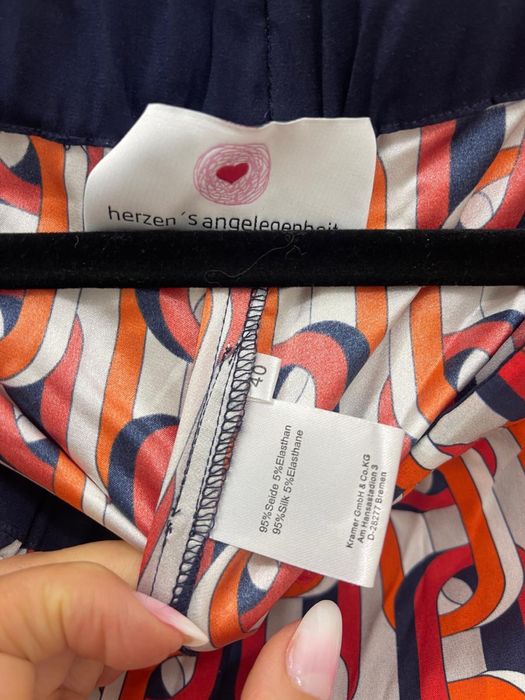 herzen´s angelegenheit
40
95%Seide 5%Elasthan
95%Silk 5%Elasthane
Kramer GmbH & Co.KG
Am Hansastadion 3
D-28277 Bremen